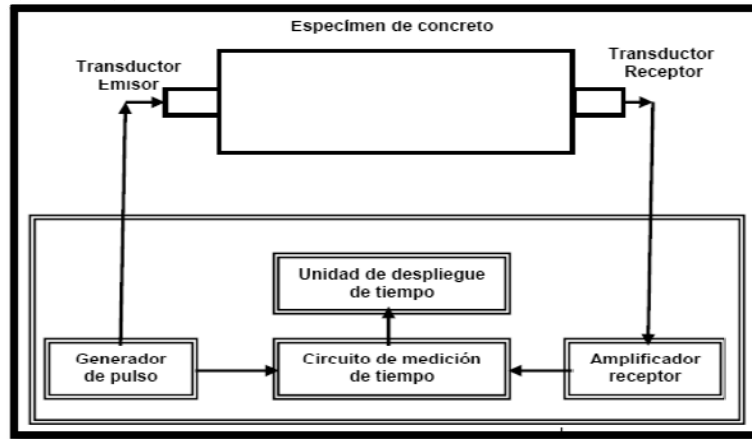 Especímen de concreto
Transductor
Emisor
Transductor
Receptor
Unidad de despliegue
de tiempo
Generador
de pulso
Circuito de medición
de tiempo
Amplificador
receptor